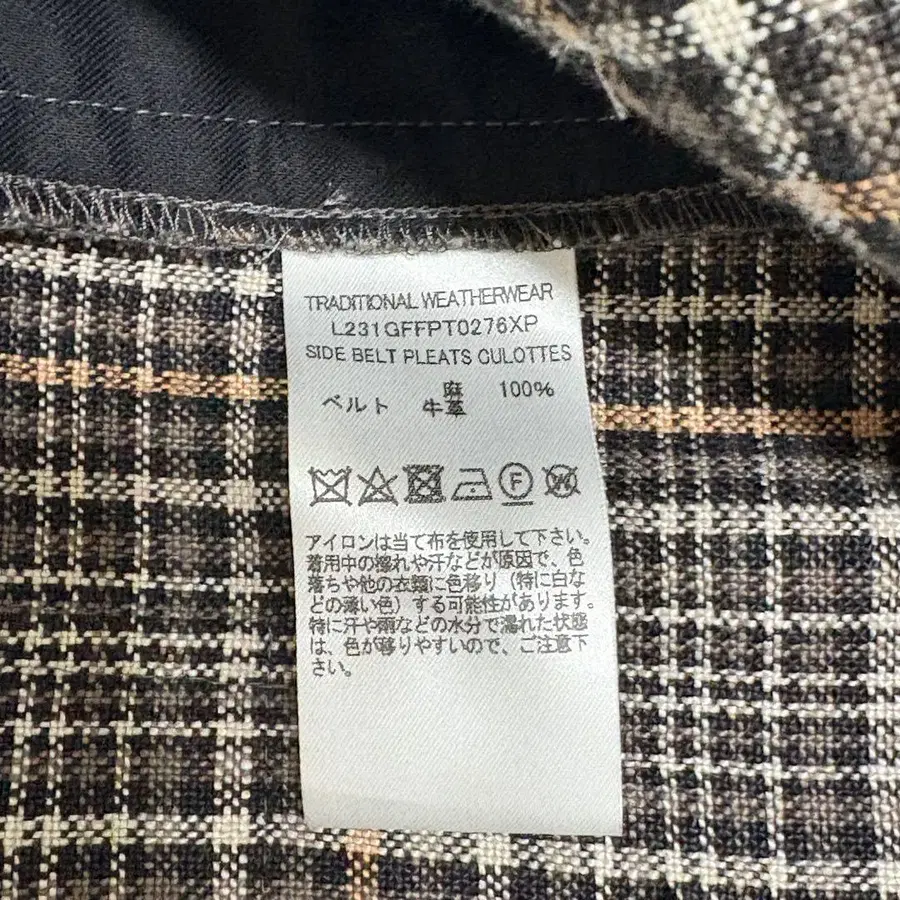 TRADITIONAL WEATHERWEAR
L231GFFPT0276XP
SIDE BELT PLEATS CULOTTES
麻 100%
ベルト 牛革
F W
アイロンは当て布を使用して下さい。
着用中の擦れや汗などが原因で、色
落ちや他の衣類に色移り（特に白な
どの薄い色）する可能性があります。
特に汗や雨などの水分で濡れた状態
は、色が移りやすいので、ご注意下
さい。